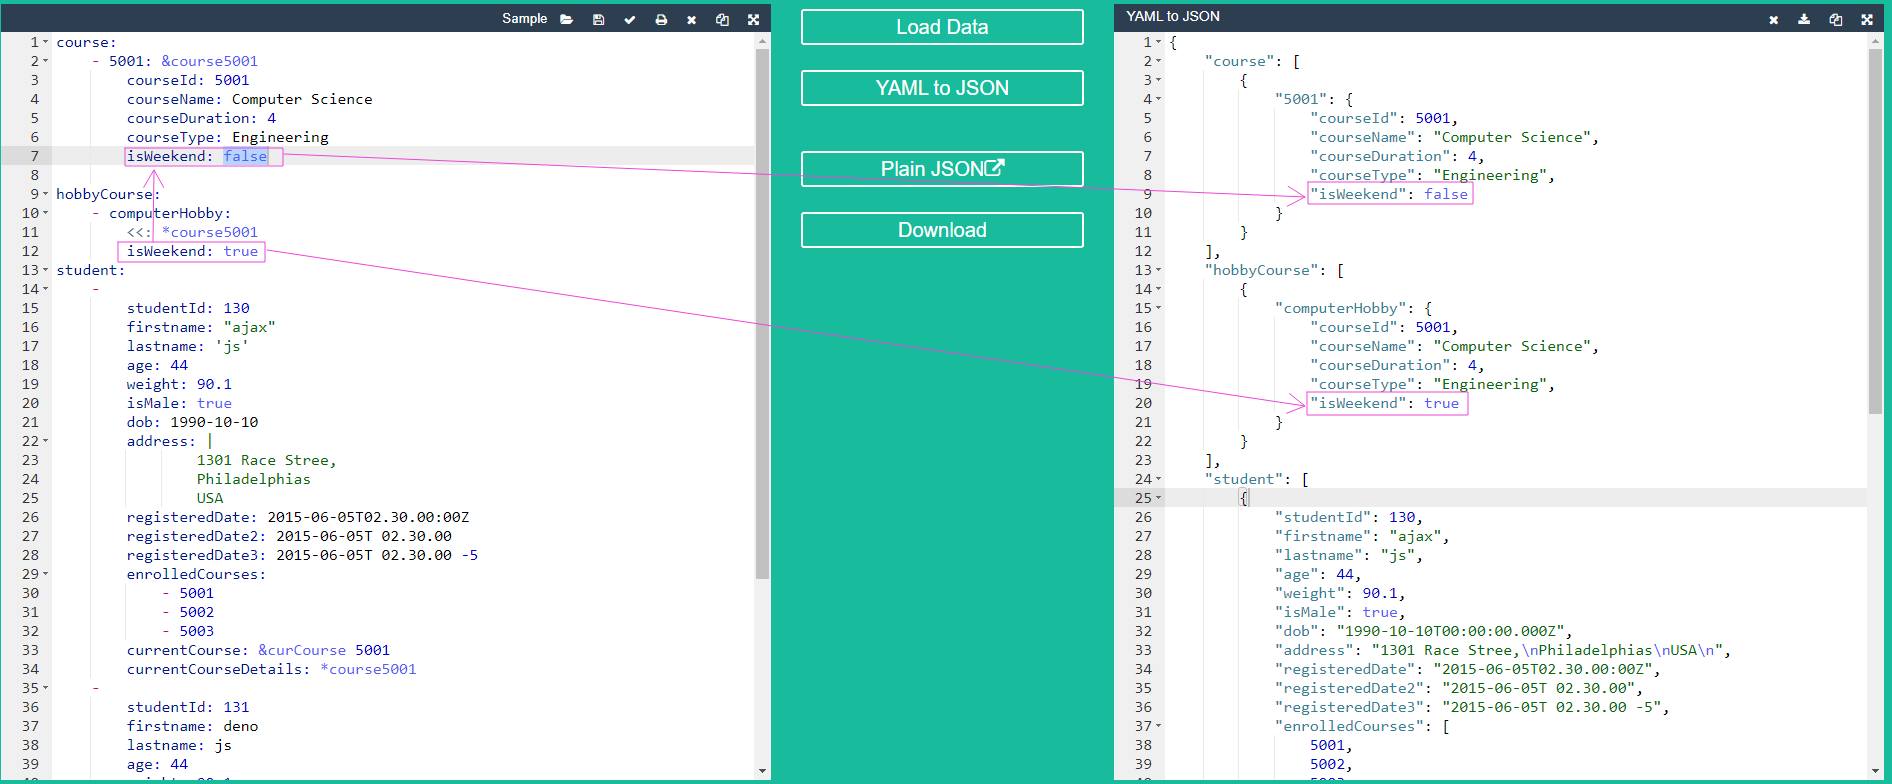 Sample
1 course:
2 - 5001: &course5001
3 courseId: 5001
4 courseName: Computer Science
5 courseDuration: 4
6 courseType: Engineering
7 isWeekend: false
8
9 hobbyCourse:
10 - computerHobby:
11 <<: *course5001
12 isWeekend: true
13 student:
14 -
15 studentId: 130
16 firstname: "ajax"
17 lastname: 'js'
18 age: 44
19 weight: 90.1
20 isMale: true
21 dob: 1990-10-10
22 address: |
23 1301 Race Stree,
24 Philadelphias
25 USA
26 registeredDate: 2015-06-05T02.30.00:00Z
27 registeredDate2: 2015-06-05T 02.30.00
28 registeredDate3: 2015-06-05T 02.30.00 -5
29 enrolledCourses:
30 - 5001
31 - 5002
32 - 5003
33 currentCourse: &curCourse 5001
34 currentCourseDetails: *course5001
35 -
36 studentId: 131
37 firstname: deno
38 lastname: js
39 age: 44
Load Data
YAML to JSON
Plain JSON
Download
YAML to JSON
1 {
2 "course": [
3 {
4 "5001": {
5 "courseId": 5001,
6 "courseName": "Computer Science",
7 "courseDuration": 4,
8 "courseType": "Engineering",
9 "isWeekend": false
10 }
11 }
12 ],
13 "hobbyCourse": [
14 {
15 "computerHobby": {
16 "courseId": 5001,
17 "courseName": "Computer Science",
18 "courseDuration": 4,
19 "courseType": "Engineering",
20 "isWeekend": true
21 }
22 }
23 ],
24 "student": [
25 {
26 "studentId": 130,
27 "firstname": "ajax",
28 "lastname": "js",
29 "age": 44,
30 "weight": 90.1,
31 "isMale": true,
32 "dob": "1990-10-10T00:00:00.000Z",
33 "address": "1301 Race Stree,\nPhiladelphias\nUSA\n",
34 "registeredDate": "2015-06-05T02.30.00:00Z",
35 "registeredDate2": "2015-06-05T 02.30.00",
36 "registeredDate3": "2015-06-05T 02.30.00 -5",
37 "enrolledCourses": [
38 5001,
39 5002,